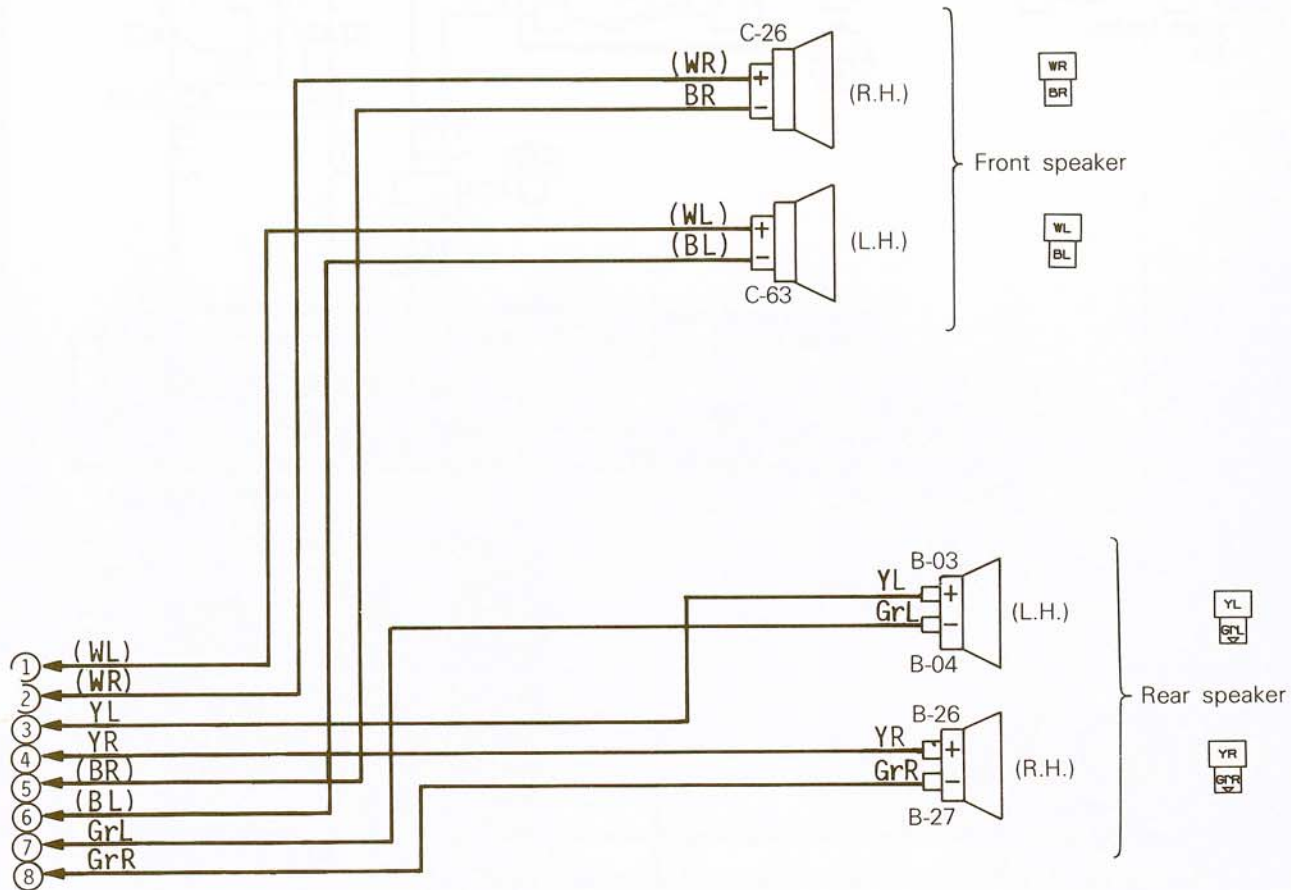 C-26
(WR)
BR
(R.H.)
WR
BR
Front speaker
(WL)
(BL)
(L.H.)
C-63
WL
BL
B-03
YL
GrL
(L.H.)
B-04
YL
GrL
Rear speaker
B-26
YR
GrR
(R.H.)
B-27
YR
GrR
1 (WL)
2 (WR)
3 YL
4 YR
5 (BR)
6 (BL)
7 GrL
8 GrR